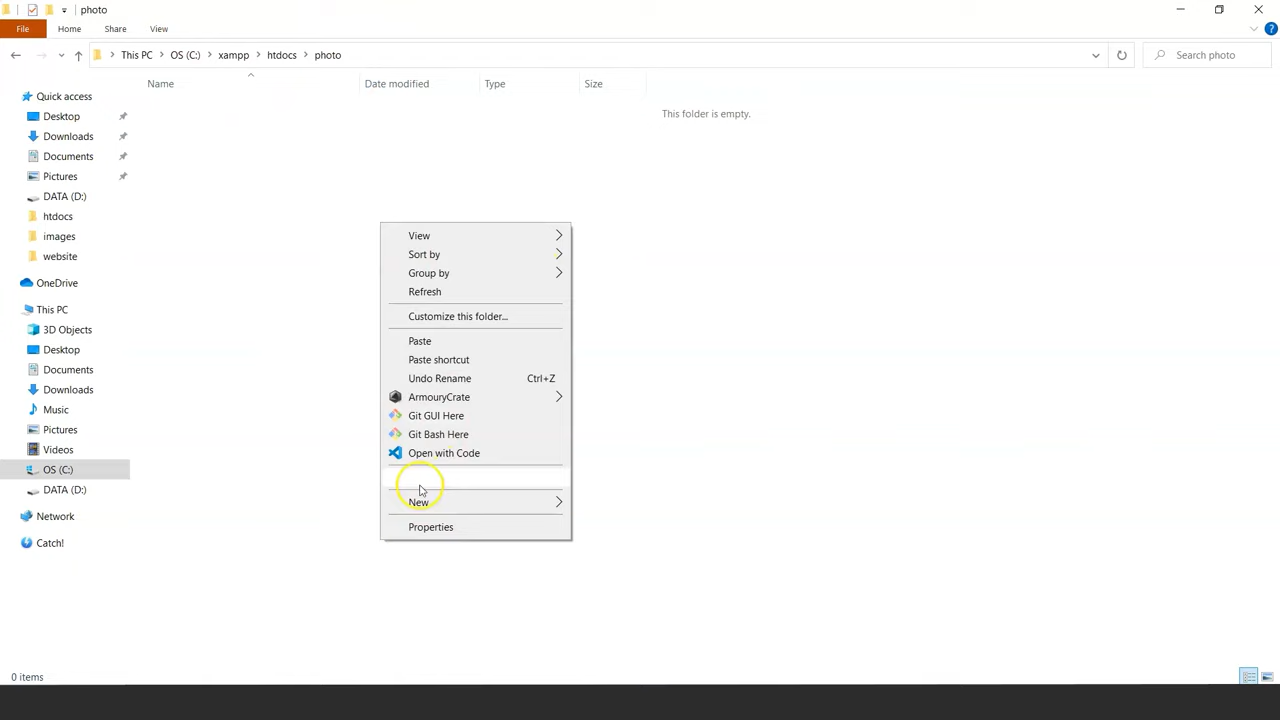 photo
File Home Share View
This PC OS (C:) xampp htdocs photo
Search photo
Name Date modified Type Size
This folder is empty.
Quick access
Desktop
Downloads
Documents
Pictures
DATA (D:)
htdocs
images
website
OneDrive
This PC
3D Objects
Desktop
Documents
Downloads
Music
Pictures
Videos
OS (C:)
DATA (D:)
Network
Catch!
View
Sort by
Group by
Refresh
Customize this folder...
Paste
Paste shortcut
Undo Rename Ctrl+Z
ArmouryCrate
Git GUI Here
Git Bash Here
Open with Code
New
Properties
0 items